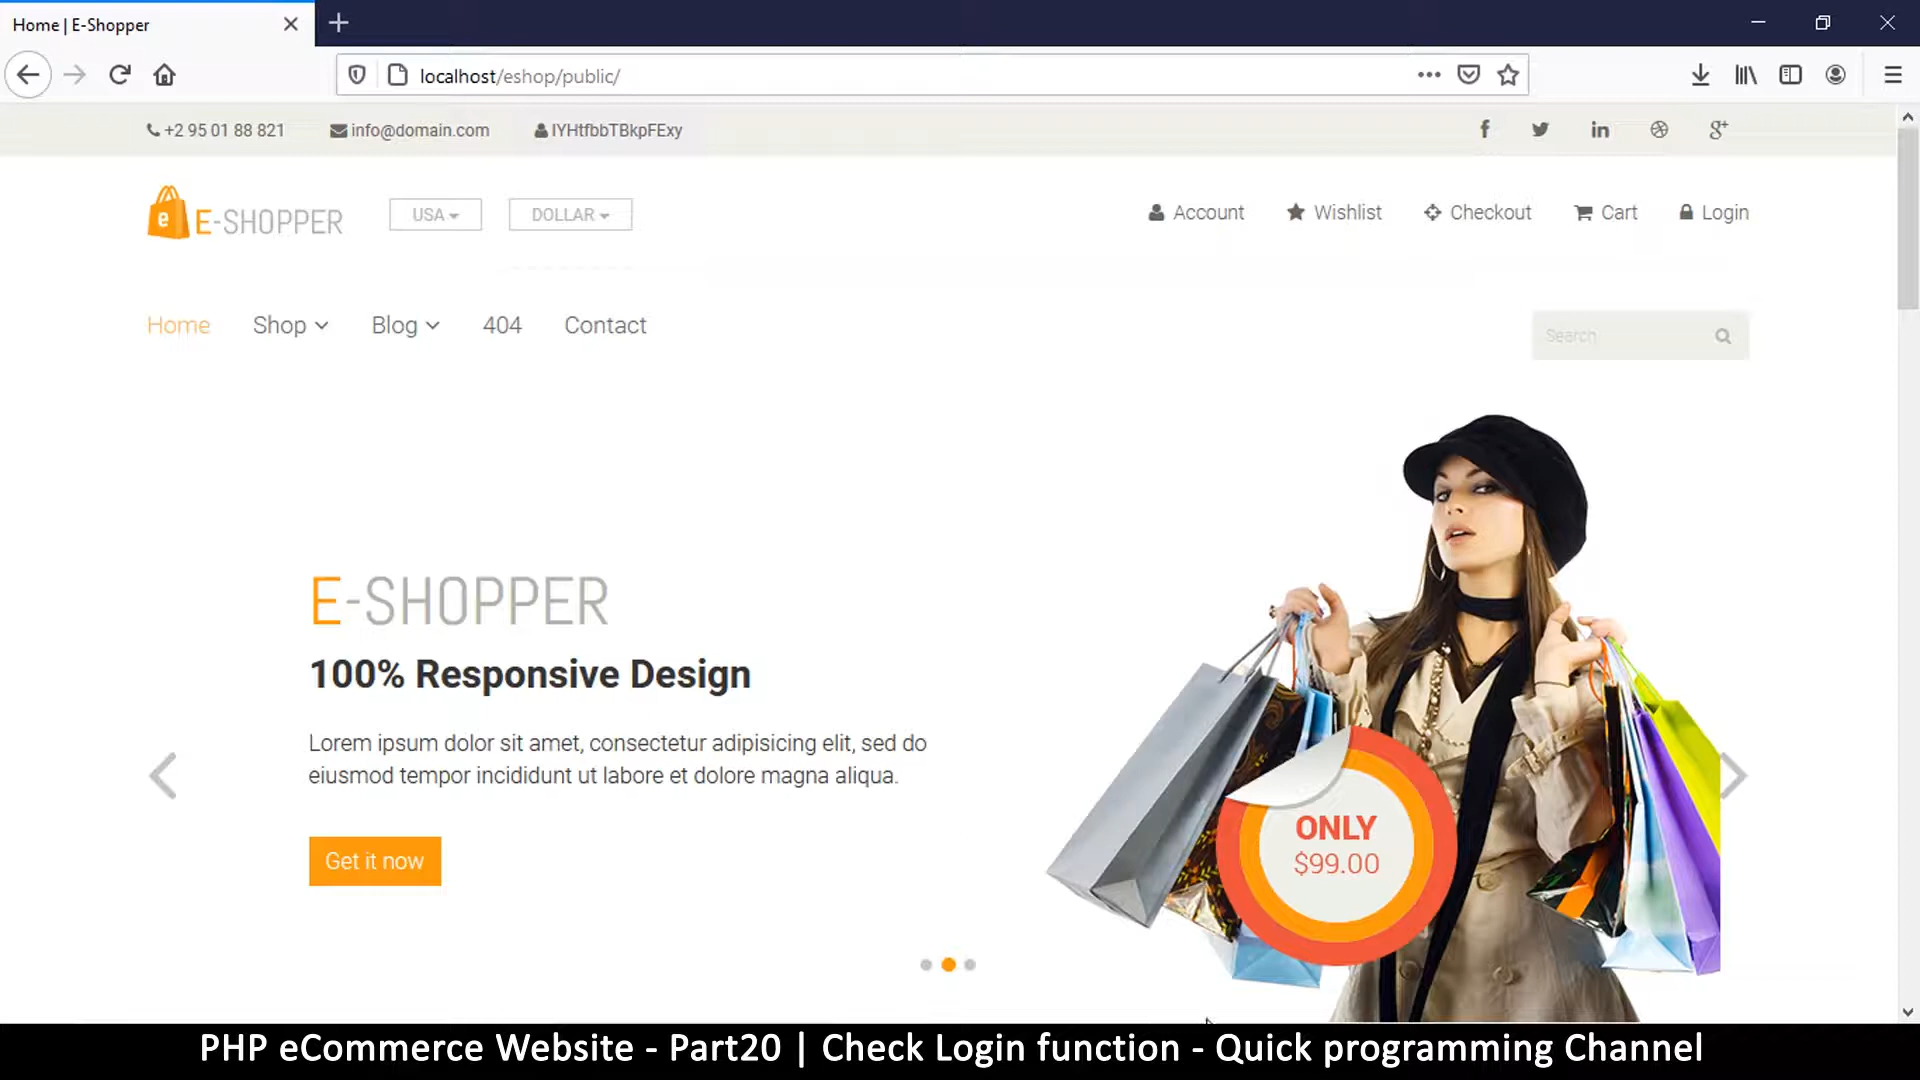 Home | E-Shopper
localhost/eshop/public/
+2 95 01 88 821 info@domain.com IYHtfbbTBkpFExy
E-SHOPPER USA DOLLAR Account Wishlist Checkout Cart Login
Home Shop Blog 404 Contact Search
E-SHOPPER
100% Responsive Design
Lorem ipsum dolor sit amet, consectetur adipisicing elit, sed do
eiusmod tempor incididunt ut labore et dolore magna aliqua.
Get it now
ONLY
$99.00
PHP eCommerce Website - Part20 | Check Login function - Quick programming Channel